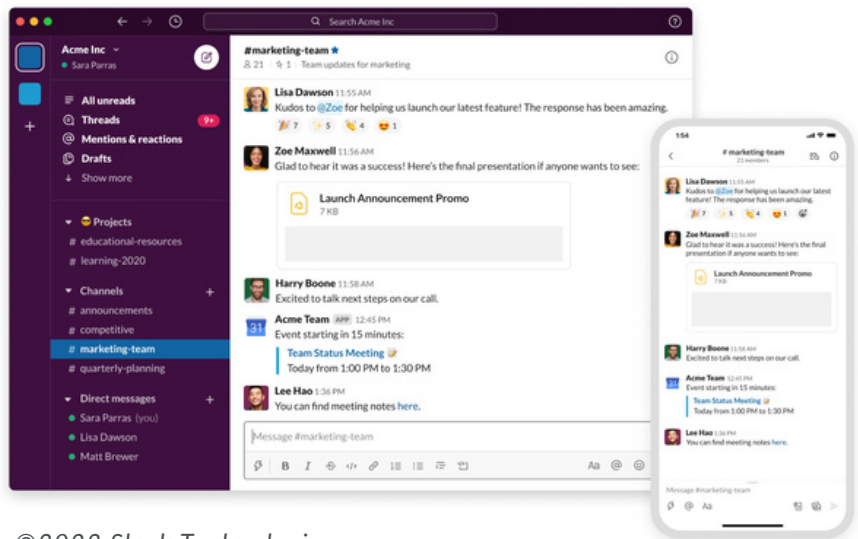 Search Acme Inc
Acme Inc
Sara Parras
All unreads
Threads 9+
Mentions & reactions
Drafts
Show more
Projects
# educational-resources
# learning-2020
Channels +
# announcements
# competitive
# marketing-team
# quarterly-planning
Direct messages +
Sara Parras (you)
Lisa Dawson
Matt Brewer
#marketing-team
21 | 1 | Team updates for marketing
Lisa Dawson 11:55 AM
Kudos to @Zoe for helping us launch our latest feature! The response has been amazing.
7 5 4 1
Zoe Maxwell 11:56 AM
Glad to hear it was a success! Here's the final presentation if anyone wants to see:
Launch Announcement Promo
7 KB
Harry Boone 11:58 AM
Excited to talk next steps on our call.
31
Acme Team APP 12:45 PM
Event starting in 15 minutes:
Team Status Meeting
Today from 1:00 PM to 1:30 PM
Lee Hao 1:36 PM
You can find meeting notes here.
Message #marketing-team
B I Aa @
1:54
# marketing-team
21 members
Lisa Dawson 11:55 AM
Kudos to @Zoe for helping us launch our latest
feature! The response has been amazing.
7 5 4 1
Zoe Maxwell 11:56 AM
Glad to hear it was a success! Here's the final
presentation if anyone wants to see:
Launch Announcement Promo
7 KB
Harry Boone 11:58 AM
Excited to talk next steps on our call.
31
Acme Team 12:45 PM
Event starting in 15 minutes:
Team Status Meeting
Today from 1:00 PM to 1:30 PM
Lee Hao 1:36 PM
You can find meeting notes here.
Message #marketing-team
@ Aa